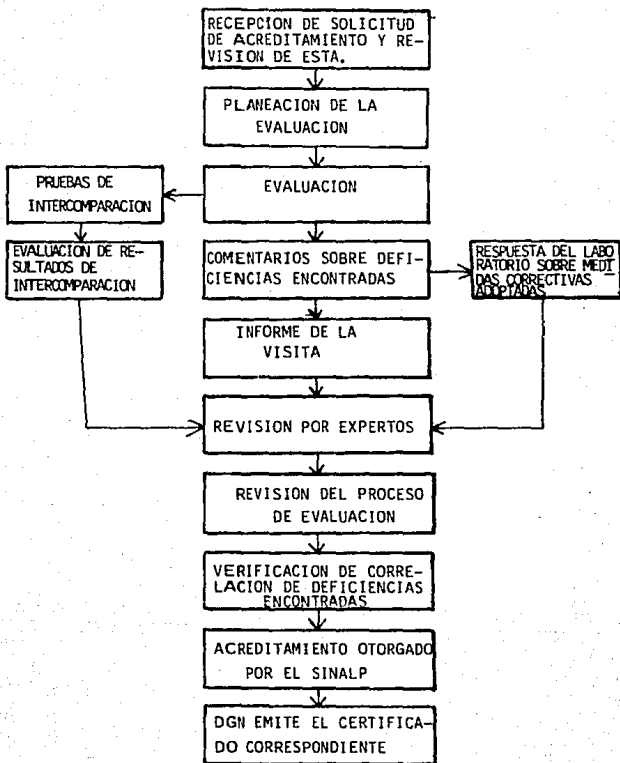 RECEPCION DE SOLICITUD
DE ACREDITAMIENTO Y RE-
VISION DE ESTA.
PLANEACION DE LA
EVALUACION
PRUEBAS DE
INTERCOMPARACION
EVALUACION
EVALUACION DE RE-
SULTADOS DE
INTERCOMPARACION
COMENTARIOS SOBRE DEFI-
CIENCIAS ENCONTRADAS
RESPUESTA DEL LABO
RATORIO SOBRE MEDI
DAS CORRECTIVAS
ADOPTADAS
INFORME DE LA
VISITA
REVISION POR EXPERTOS
REVISION DEL PROCESO
DE EVALUACION
VERIFICACION DE CORRE-
LACION DE DEFICIENCIAS
ENCONTRADAS
ACREDITAMIENTO OTORGADO
POR EL SINALP
DGN EMITE EL CERTIFICA-
DO CORRESPONDIENTE